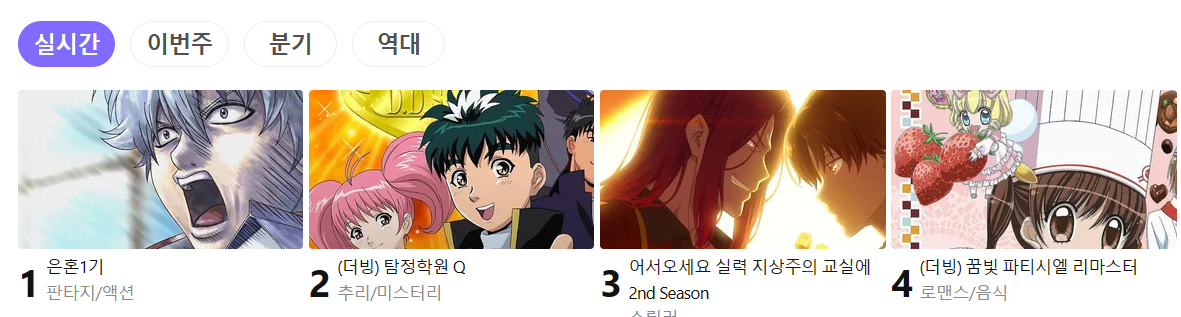 실시간 이번주 분기 역대
D.D.
1 은혼1기
판타지/액션
2 (더빙) 탐정학원 Q
추리/미스터리
3 어서오세요 실력 지상주의 교실에
2nd Season
4 (더빙) 꿈빛 파티시엘 리마스터
로맨스/음식